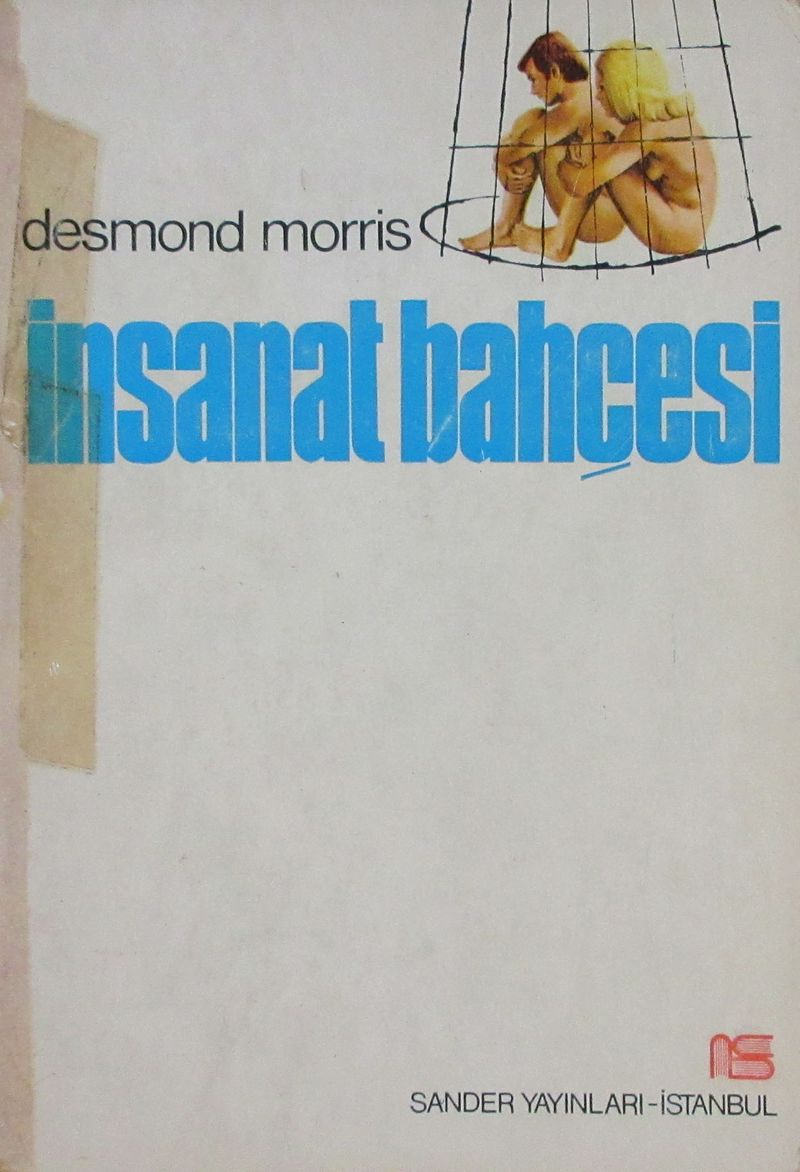 desmond morris
insanat bahçesi
SANDER YAYINLARI-İSTANBUL